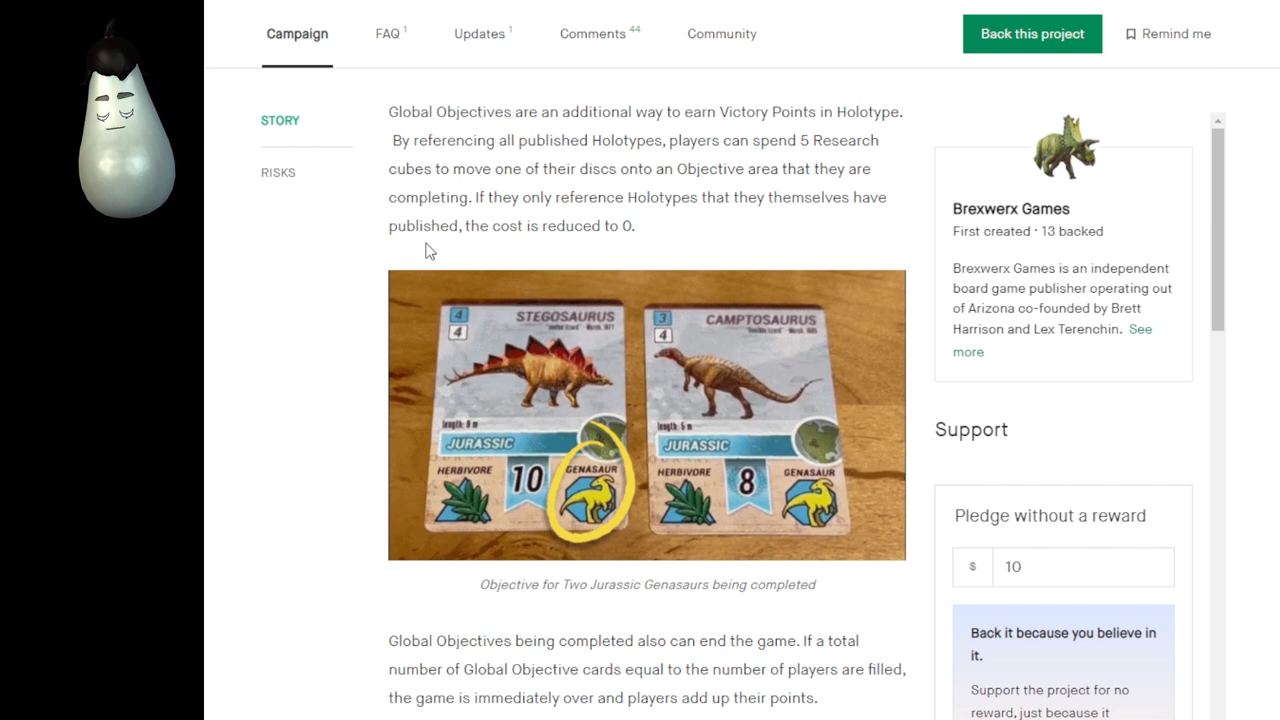 Campaign
FAQ 1
Updates 1
Comments 44
Community
Back this project
Remind me
STORY
RISKS
Global Objectives are an additional way to earn Victory Points in Holotype.
By referencing all published Holotypes, players can spend 5 Research
cubes to move one of their discs onto an Objective area that they are
completing. If they only reference Holotypes that they themselves have
published, the cost is reduced to 0.
4
4
STEGOSAURUS
length: 9 m
JURASSIC
HERBIVORE
10
GENASAUR
3
4
CAMPTOSAURUS
length: 5 m
JURASSIC
HERBIVORE
8
GENASAUR
Objective for Two Jurassic Genasaurs being completed
Global Objectives being completed also can end the game. If a total
number of Global Objective cards equal to the number of players are filled,
the game is immediately over and players add up their points.
Brexwerx Games
First created · 13 backed
Brexwerx Games is an independent
board game publisher operating out
of Arizona co-founded by Brett
Harrison and Lex Terenchin. See
more
Support
Pledge without a reward
$ 10
Back it because you believe in
it.
Support the project for no
reward, just because it